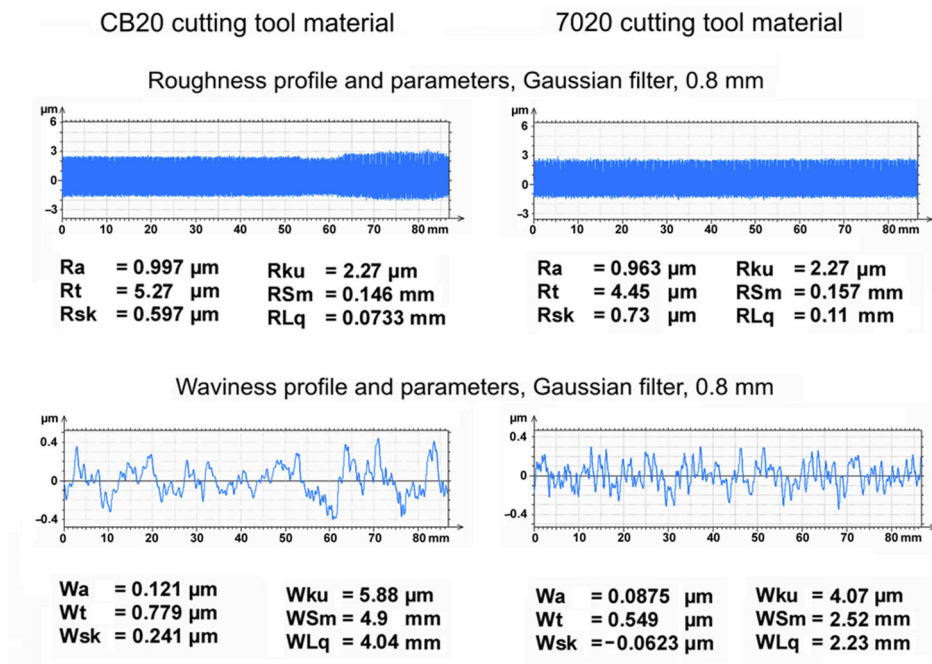 CB20 cutting tool material 7020 cutting tool material
Roughness profile and parameters, Gaussian filter, 0.8 mm
µm µm
6 6
3 3
0 0
−3 −3
0 10 20 30 40 50 60 70 80 mm 0 10 20 30 40 50 60 70 80 mm
Ra = 0.997 µm Rku = 2.27 µm Ra = 0.963 µm Rku = 2.27 µm
Rt = 5.27 µm RSm = 0.146 mm Rt = 4.45 µm RSm = 0.157 mm
Rsk = 0.597 µm RLq = 0.0733 mm Rsk = 0.73 µm RLq = 0.11 mm
Waviness profile and parameters, Gaussian filter, 0.8 mm
µm µm
0.4 0.4
0 0
−0.4 −0.4
0 10 20 30 40 50 60 70 80 mm 0 10 20 30 40 50 60 70 80 mm
Wa = 0.121 µm Wku = 5.88 µm Wa = 0.0875 µm Wku = 4.07 µm
Wt = 0.779 µm WSm = 4.9 mm Wt = 0.549 µm WSm = 2.52 mm
Wsk = 0.241 µm WLq = 4.04 mm Wsk =−0.0623 µm WLq = 2.23 mm